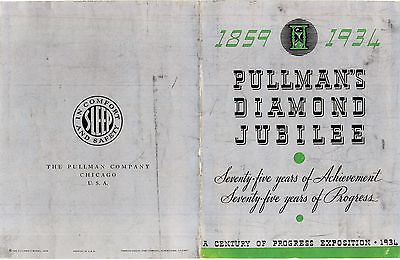 IN COMFORT
SLEEP
AND SAFETY
THE PULLMAN COMPANY
CHICAGO
U. S. A.
1859 1934
PULLMAN'S
DIAMOND
JUBILEE
Seventy-five years of Achievement
Seventy-five years of Progress
A CENTURY OF PROGRESS EXPOSITION • 1934